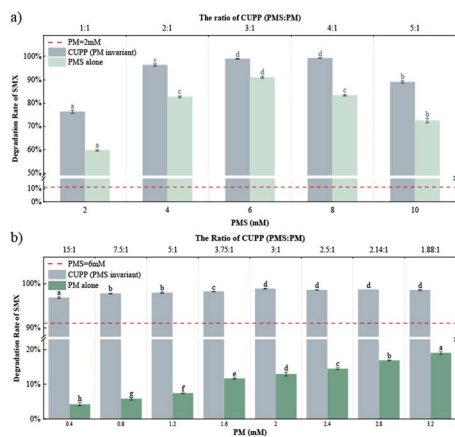 a)
The ratio of CUPP (PMS:PM)
1:1 2:1 3:1 4:1 5:1
PM=2mM
CUPP (PM invariant)
PMS alone
Degradation Rate of SMX
100%
90%
80%
70%
60%
50%
10%
0%
a a c c d d d c b b
2 4 6 8 10
PMS (mM)
b)
The Ratio of CUPP (PMS:PM)
15:1 7.5:1 5:1 3.75:1 3:1 2.5:1 2.14:1 1.88:1
PMS=6mM
CUPP (PMS invariant)
PM alone
Degradation Rate of SMX
100%
90%
20%
10%
0%
a b b c d d d d
h g f e d c b a
0.4 0.8 1.2 1.6 2 2.4 2.8 3.2
PM (mM)